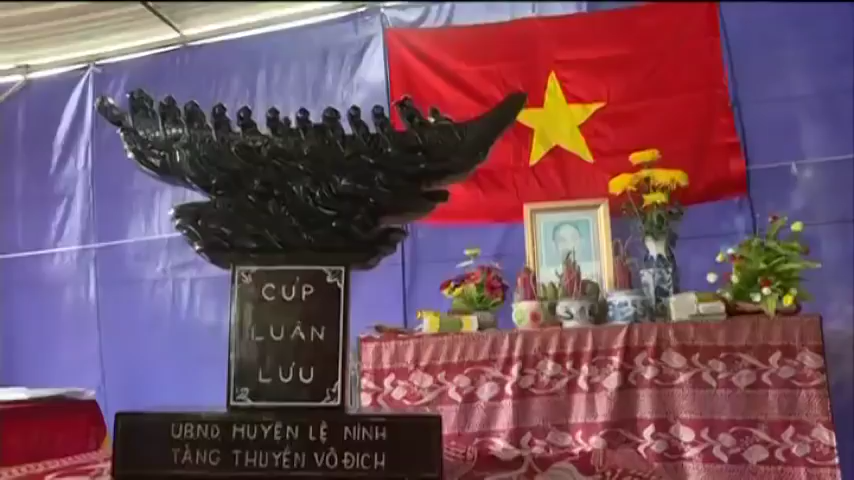 CÚP
LUÂN
LƯU
UBND HUYỆN LỆ NINH
TẶNG THUYỀN VÔ ĐỊCH